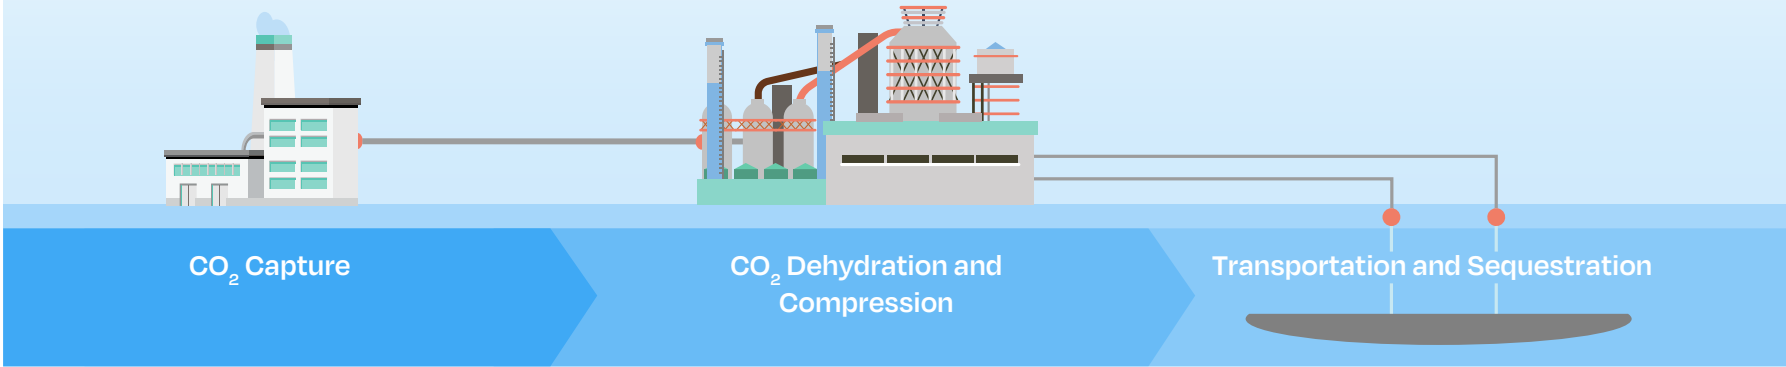 CO₂ Capture
CO₂ Dehydration and
Compression
Transportation and Sequestration